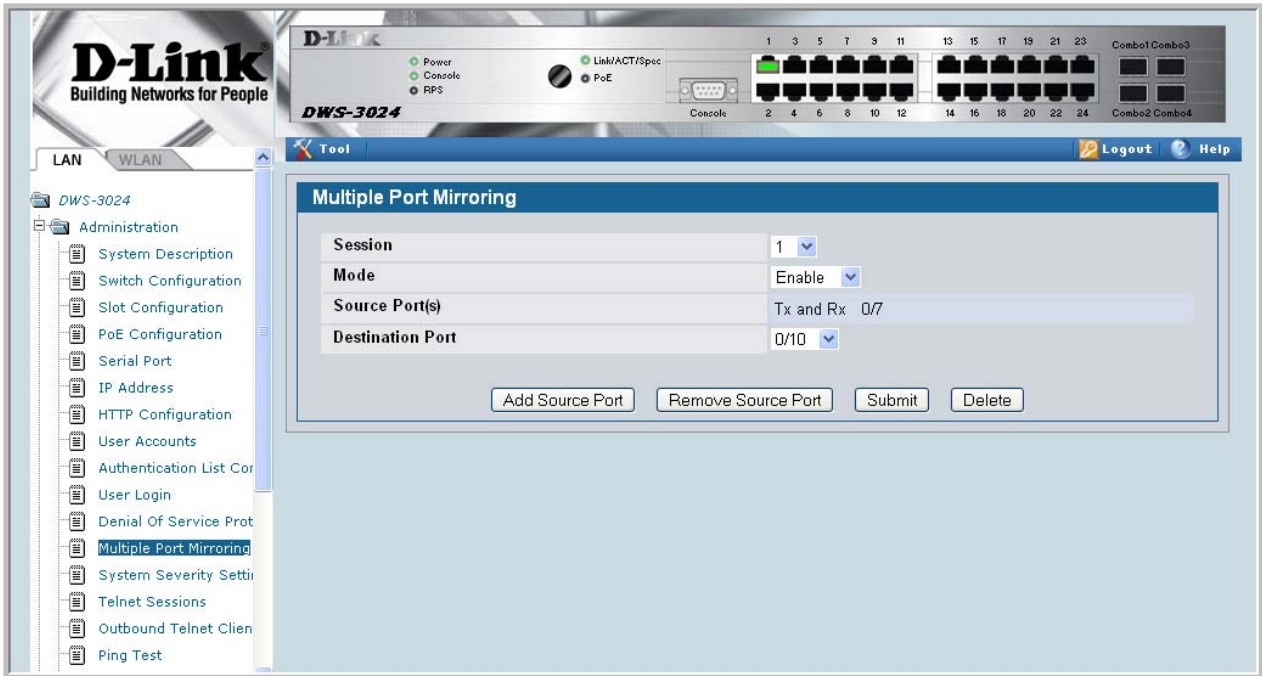 D-Link
Building Networks for People
D-Link
Power
Console
RPS
Link/ACT/Spec
PoE
DWS-3024
Console
1 3 5 7 9 11 13 15 17 19 21 23
Combo1 Combo3
2 4 6 8 10 12 14 16 18 20 22 24
Combo2 Combo4
Tool
Logout
Help
LAN
WLAN
DWS-3024
Administration
System Description
Switch Configuration
Slot Configuration
PoE Configuration
Serial Port
IP Address
HTTP Configuration
User Accounts
Authentication List Cor
User Login
Denial Of Service Prot
Multiple Port Mirroring
System Severity Settin
Telnet Sessions
Outbound Telnet Clien
Ping Test
Multiple Port Mirroring
Session 1
Mode Enable
Source Port(s) Tx and Rx 0/7
Destination Port 0/10
Add Source Port Remove Source Port Submit Delete